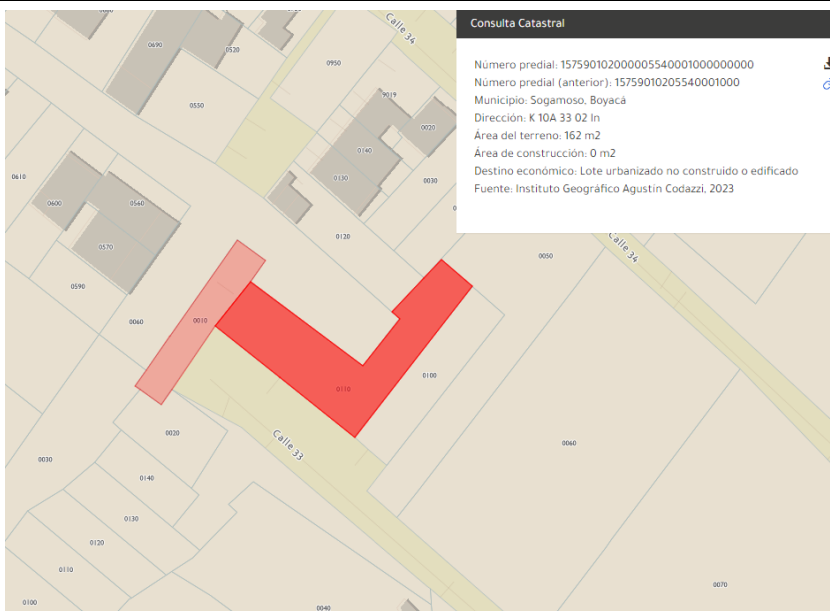 Consulta Catastral
Número predial: 157590102000005540001000000000
Número predial (anterior): 15759010205540001000
Municipio: Sogamoso, Boyacá
Dirección: K 10A 33 02 In
Área del terreno: 162 m2
Área de construcción: 0 m2
Destino económico: Lote urbanizado no construido o edificado
Fuente: Instituto Geográfico Agustín Codazzi, 2023
Calle 34
0690
0520
0950
9019
0550
0020
0140
0610
0130
0030
0600
0560
0120
Calle 34
0570
0050
0590
0060
0010
0100
0110
0020
Calle 33
0060
0030
0140
0130
0120
0110
0070
0100
0040